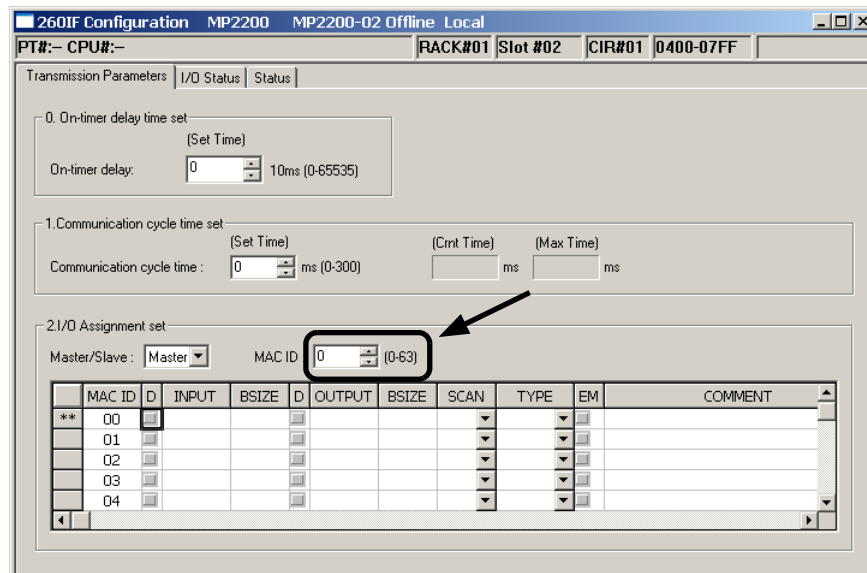 260IF Configuration MP2200 MP2200-02 Offline Local
PT#:– CPU#:– RACK#01 Slot #02 CIR#01 0400-07FF
Transmission Parameters I/O Status Status
0. On-timer delay time set
(Set Time)
On-timer delay: 0 10ms (0-65535)
1.Communication cycle time set
(Set Time) (Crnt Time) (Max Time)
Communication cycle time : 0 ms (0-300) ms ms
2.I/O Assignment set
Master/Slave : Master MAC ID 0 (0-63)
MAC ID D INPUT BSIZE D OUTPUT BSIZE SCAN TYPE EM COMMENT
** 00
01
02
03
04